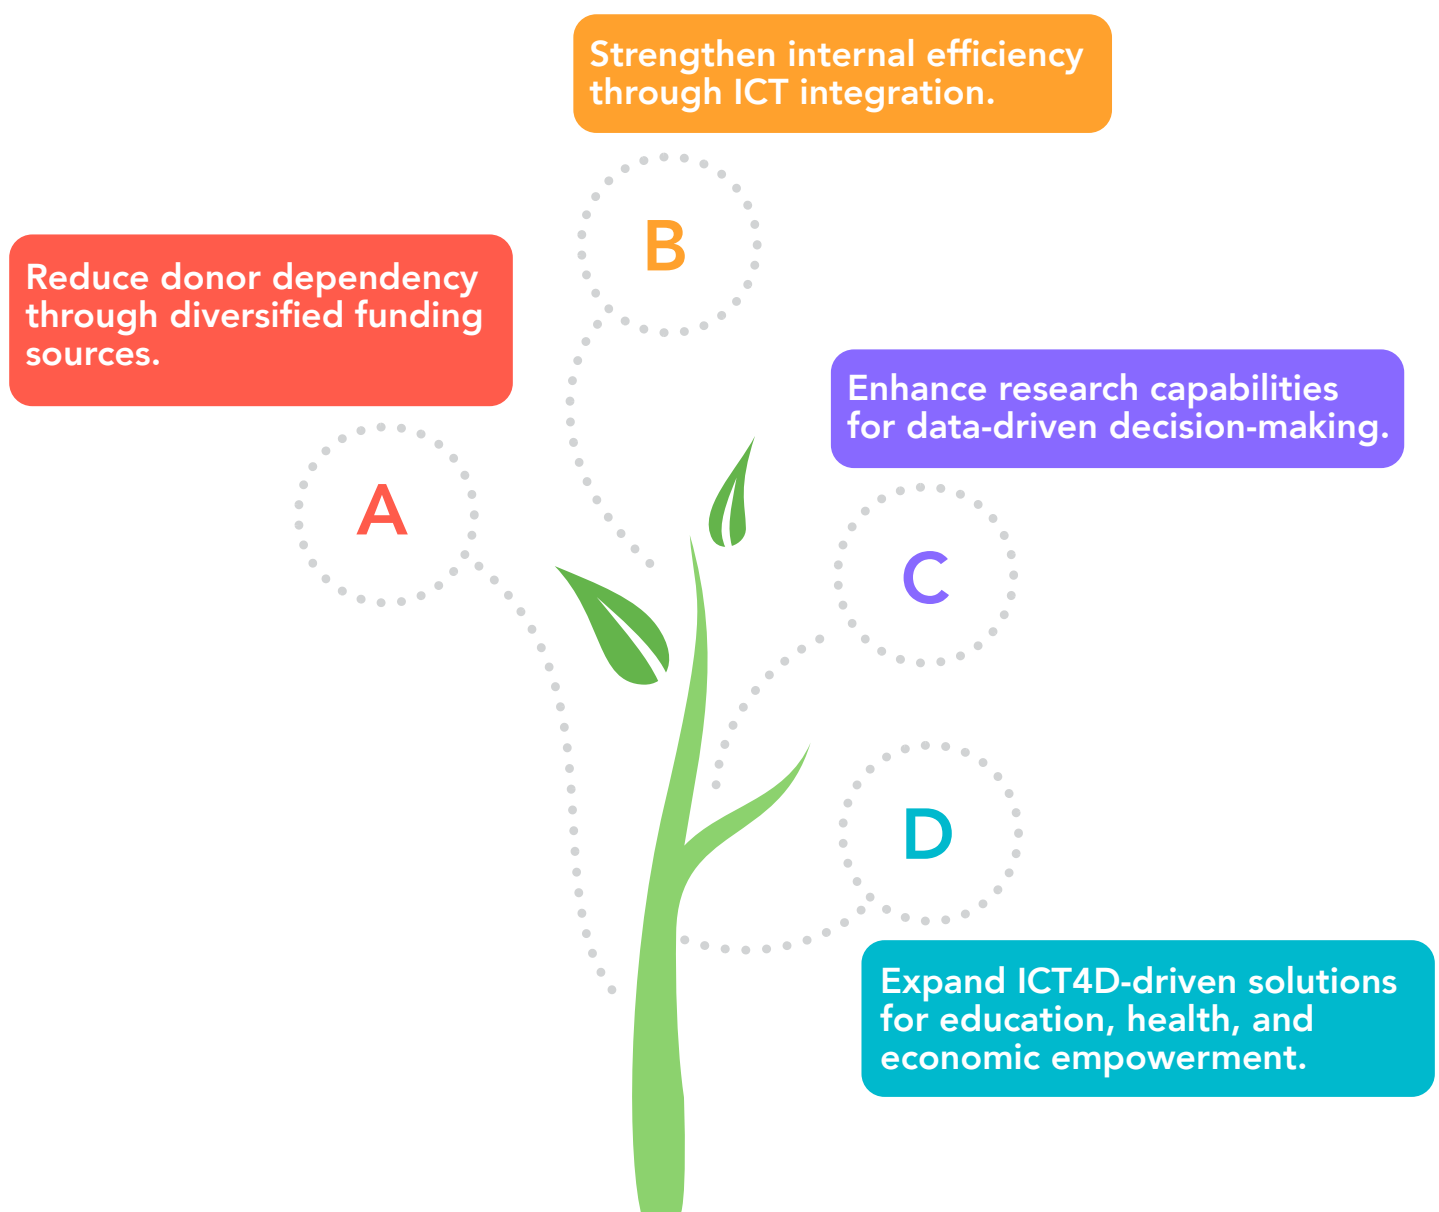 Strengthen internal efficiency
through ICT integration.
B
Reduce donor dependency
through diversified funding
sources.
A
Enhance research capabilities
for data-driven decision-making.
C
D
Expand ICT4D-driven solutions
for education, health, and
economic empowerment.